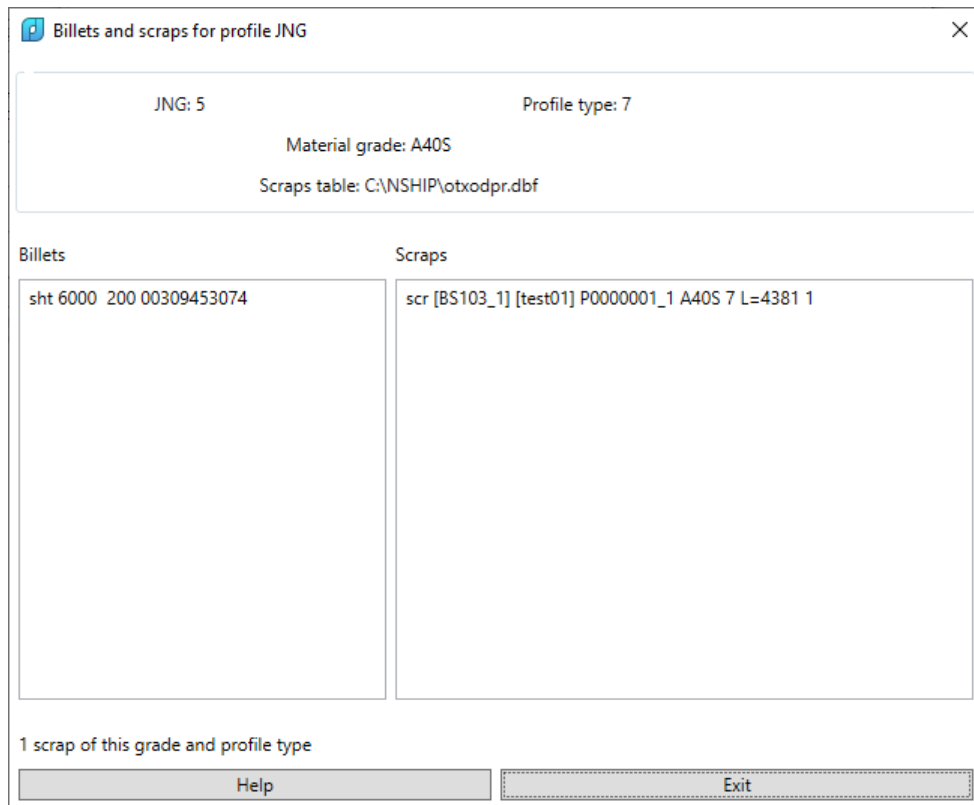 Billets and scraps for profile JNG
JNG: 5 Profile type: 7
Material grade: A40S
Scraps table: C:\NSHIP\otxodpr.dbf
Billets Scraps
sht 6000  200 00309453074 scr [BS103_1] [test01] P0000001_1 A40S 7 L=4381 1
1 scrap of this grade and profile type
Help Exit